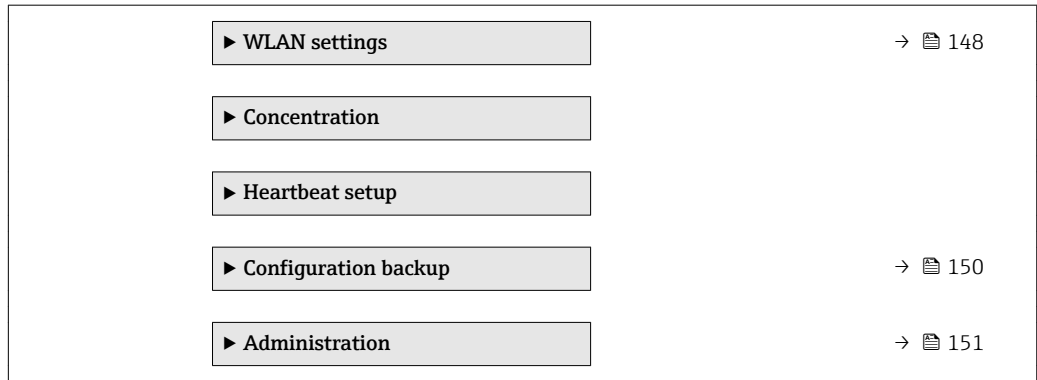 ▶ WLAN settings → 🖹 148
▶ Concentration
▶ Heartbeat setup
▶ Configuration backup → 🖹 150
▶ Administration → 🖹 151